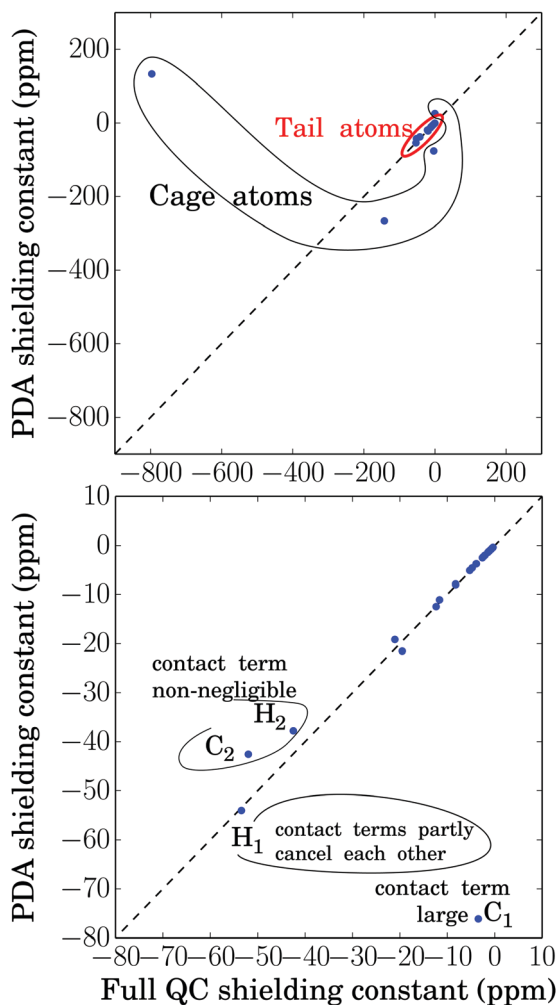 200
0
−200
−400
−600
−800
PDA shielding constant (ppm)
Tail atoms
Cage atoms
−800 −600 −400 −200 0 200
10
0
−10
−20
−30
−40
−50
−60
−70
−80
PDA shielding constant (ppm)
contact term
non-negligible
H₂
C₂
H₁
contact terms partly
cancel each other
contact term
large C₁
−80 −70 −60 −50 −40 −30 −20 −10 0 10
Full QC shielding constant (ppm)